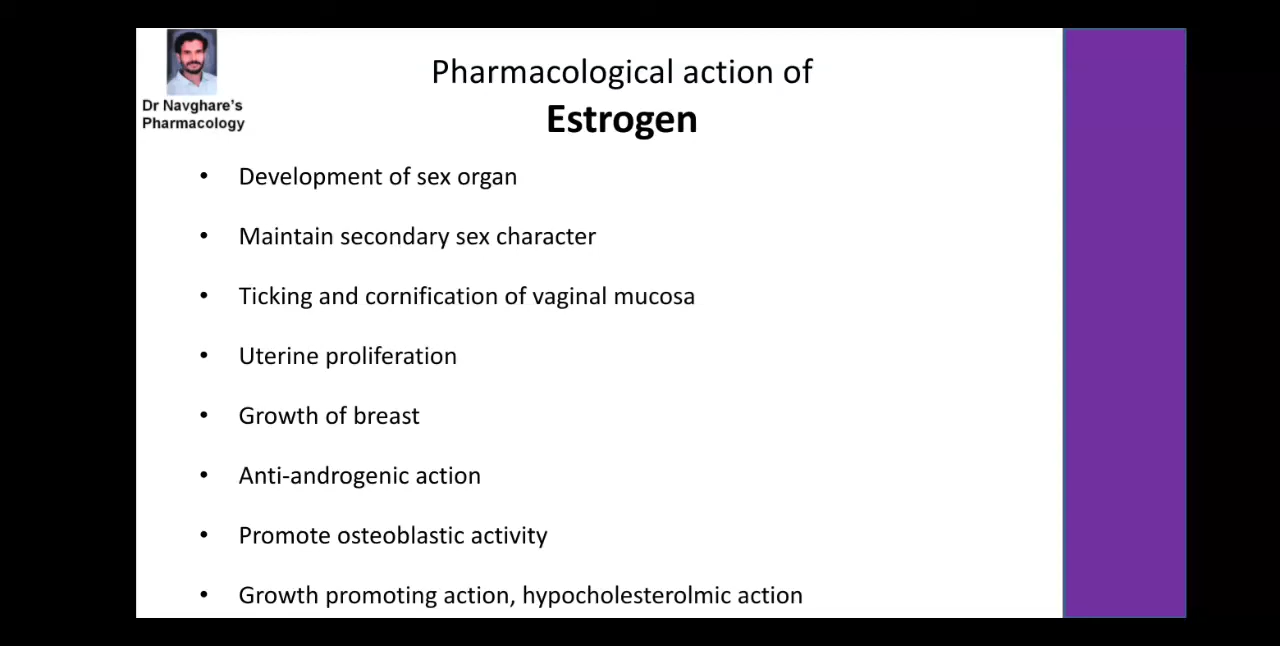 Dr Navghare's
Pharmacology
Pharmacological action of
Estrogen
• Development of sex organ
• Maintain secondary sex character
• Ticking and cornification of vaginal mucosa
• Uterine proliferation
• Growth of breast
• Anti-androgenic action
• Promote osteoblastic activity
• Growth promoting action, hypocholesterolmic action